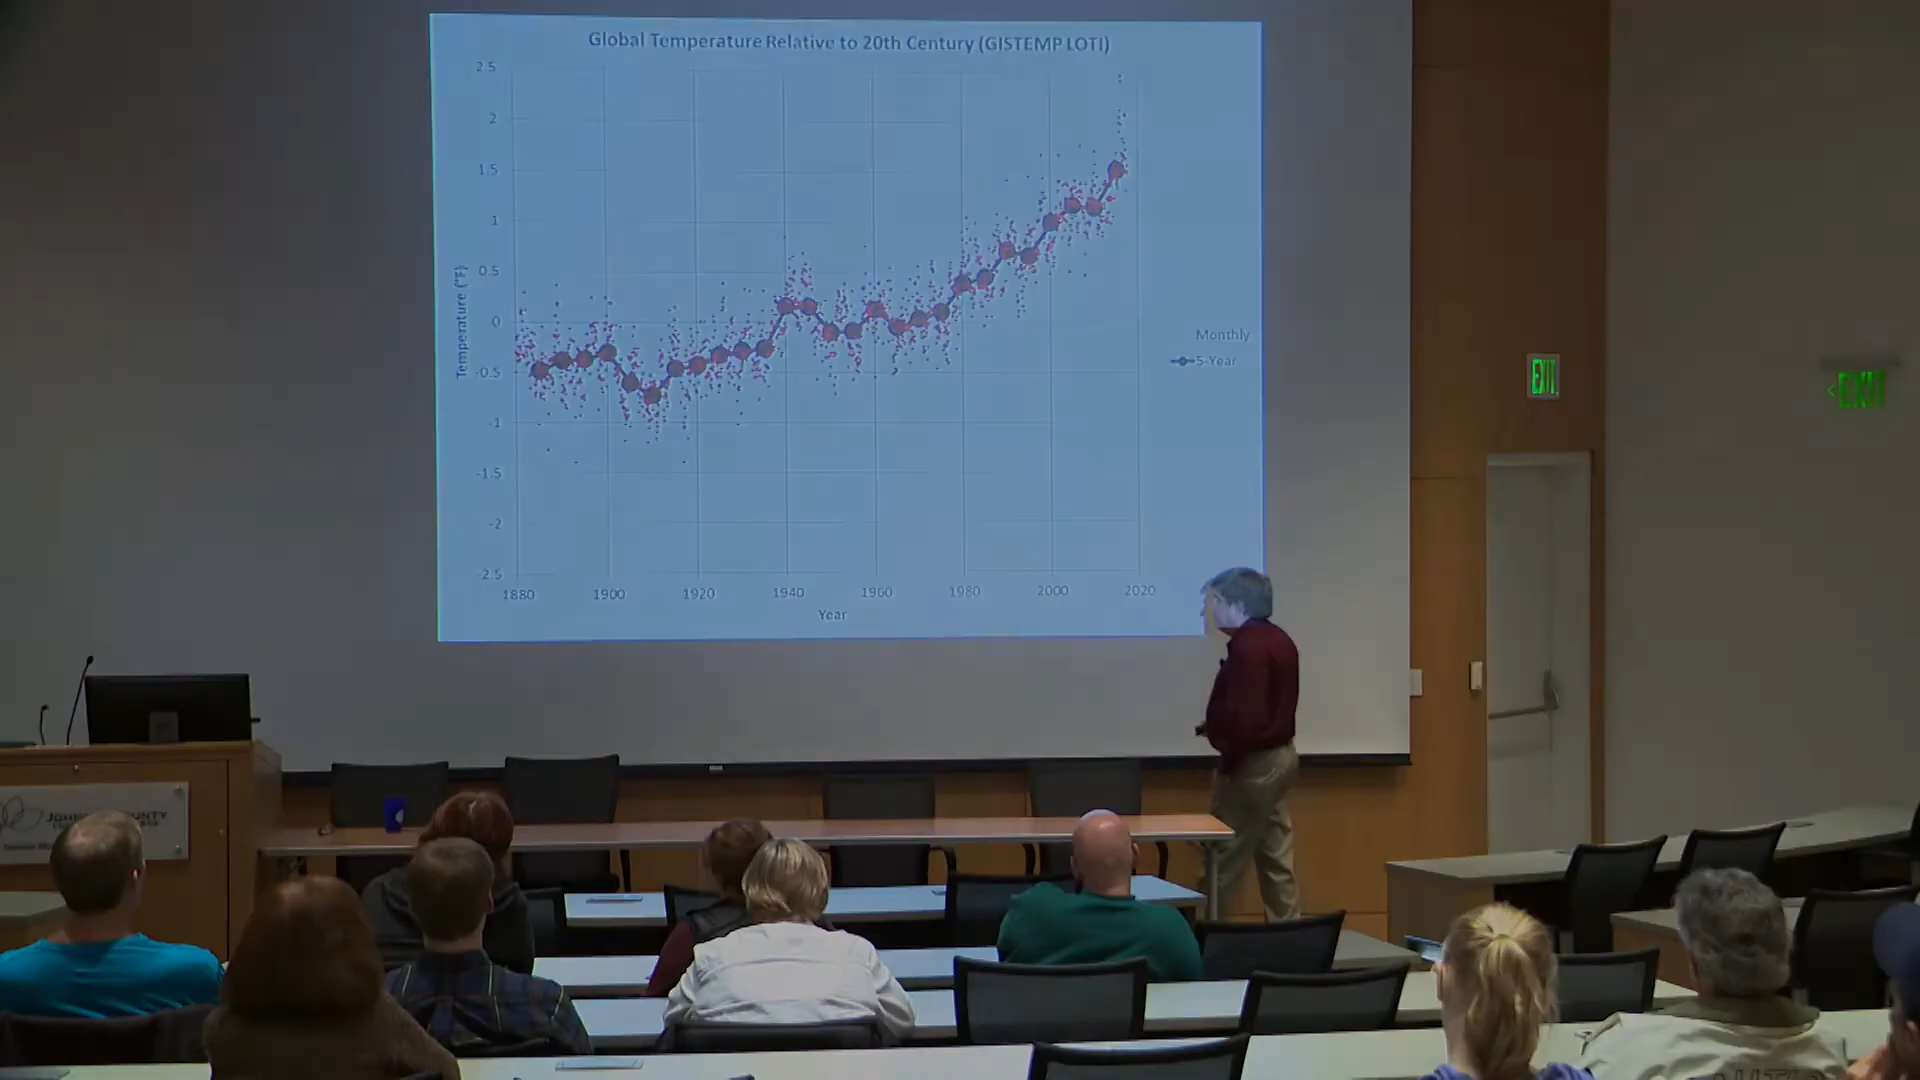 Global Temperature Relative to 20th Century (GISTEMP LOTI)
2.5
2
1.5
1
0.5
0
-0.5
-1
-1.5
-2
-2.5
Temperature (°F)
1880 1900 1920 1940 1960 1980 2000 2020
Year
Monthly
5-Year
EXIT
<EXIT